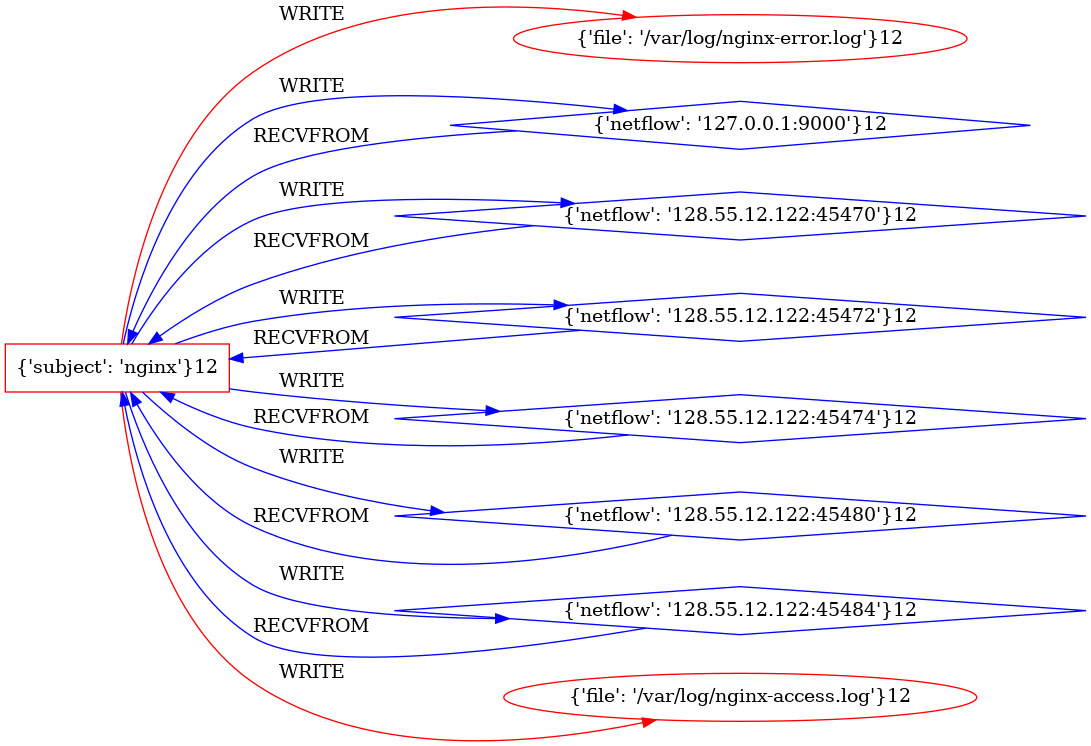 WRITE
{'file': '/var/log/nginx-error.log'}12
WRITE
{'netflow': '127.0.0.1:9000'}12
RECVFROM
WRITE
{'netflow': '128.55.12.122:45470'}12
RECVFROM
WRITE
{'netflow': '128.55.12.122:45472'}12
RECVFROM
{'subject': 'nginx'}12
WRITE
{'netflow': '128.55.12.122:45474'}12
RECVFROM
WRITE
{'netflow': '128.55.12.122:45480'}12
RECVFROM
WRITE
{'netflow': '128.55.12.122:45484'}12
RECVFROM
WRITE
{'file': '/var/log/nginx-access.log'}12